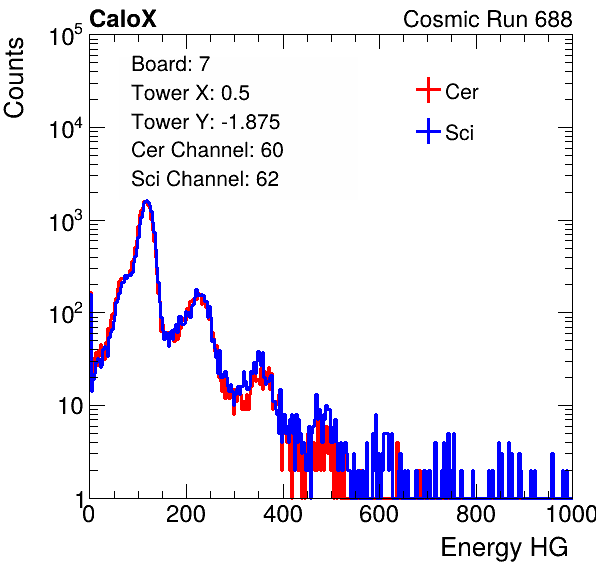 CaloX Cosmic Run 688
Counts
10^5
10^4
10^3
10^2
10
1
Board: 7
Tower X: 0.5
Tower Y: -1.875
Cer Channel: 60
Sci Channel: 62
Cer
Sci
0 200 400 600 800 1000
Energy HG